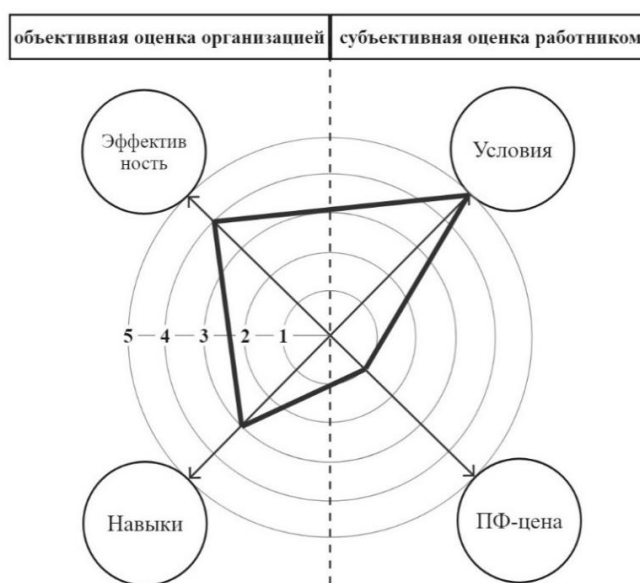 объективная оценка организацией
субъективная оценка работником
Эффектив
ность
Условия
5 4 3 2 1
Навыки
ПФ-цена